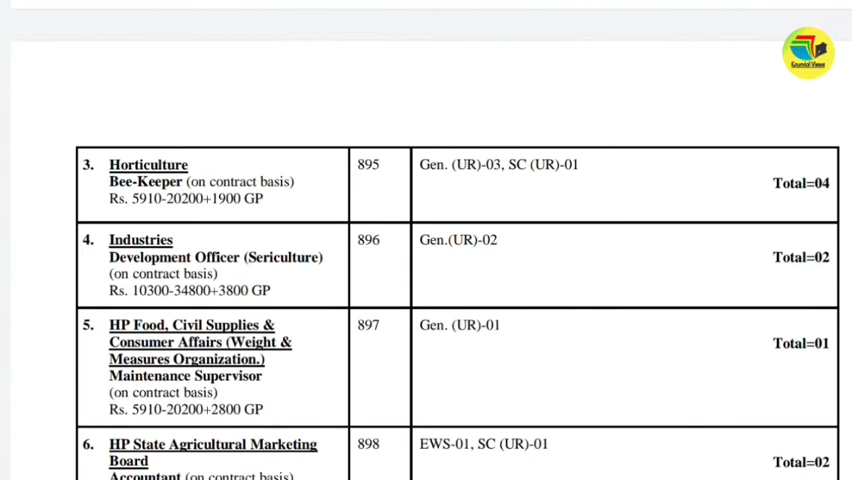 Kounsal Views
3. Horticulture 895 Gen. (UR)-03, SC (UR)-01
Bee-Keeper (on contract basis) Total=04
Rs. 5910-20200+1900 GP
4. Industries 896 Gen.(UR)-02
Development Officer (Sericulture) Total=02
(on contract basis)
Rs. 10300-34800+3800 GP
5. HP Food, Civil Supplies & 897 Gen. (UR)-01
Consumer Affairs (Weight & Total=01
Measures Organization.)
Maintenance Supervisor
(on contract basis)
Rs. 5910-20200+2800 GP
6. HP State Agricultural Marketing 898 EWS-01, SC (UR)-01
Board Total=02
Accountant (on contract basis)